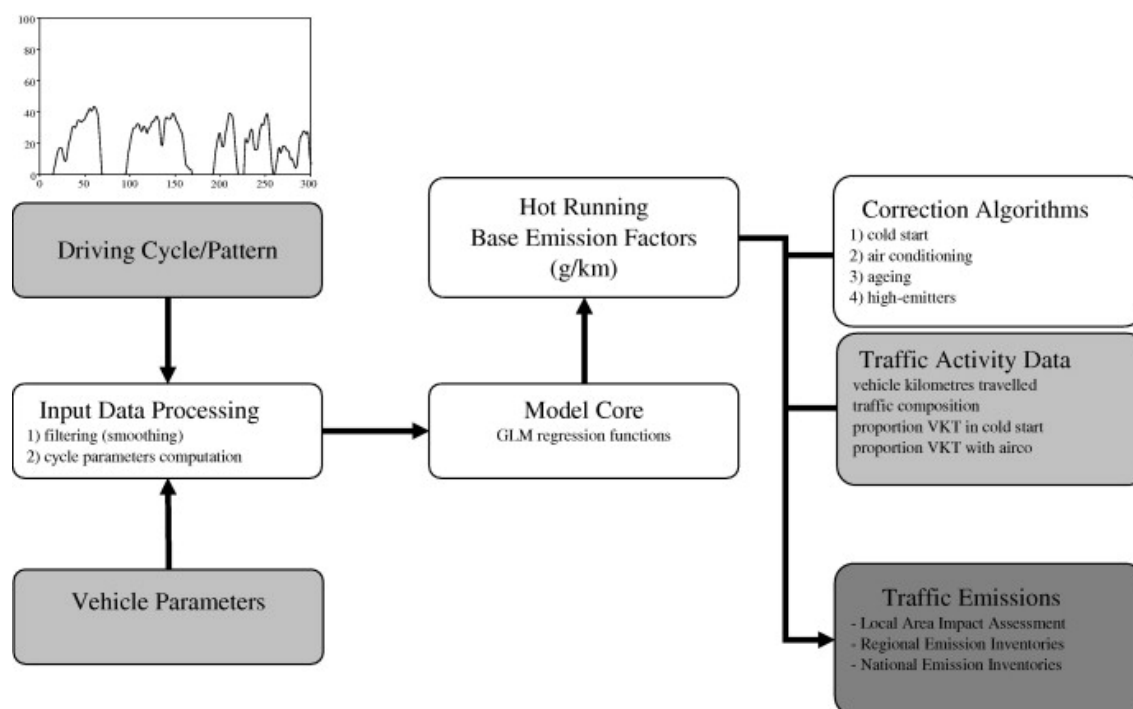 100
80
60
40
20
0
0 50 100 150 200 250 300
Driving Cycle/Pattern
Input Data Processing
1) filtering (smoothing)
2) cycle parameters computation
Vehicle Parameters
Hot Running
Base Emission Factors
(g/km)
Model Core
GLM regression functions
Correction Algorithms
1) cold start
2) air conditioning
3) ageing
4) high-emitters
Traffic Activity Data
vehicle kilometres travelled
traffic composition
proportion VKT in cold start
proportion VKT with airco
Traffic Emissions
- Local Area Impact Assessment
- Regional Emission Inventories
- National Emission Inventories